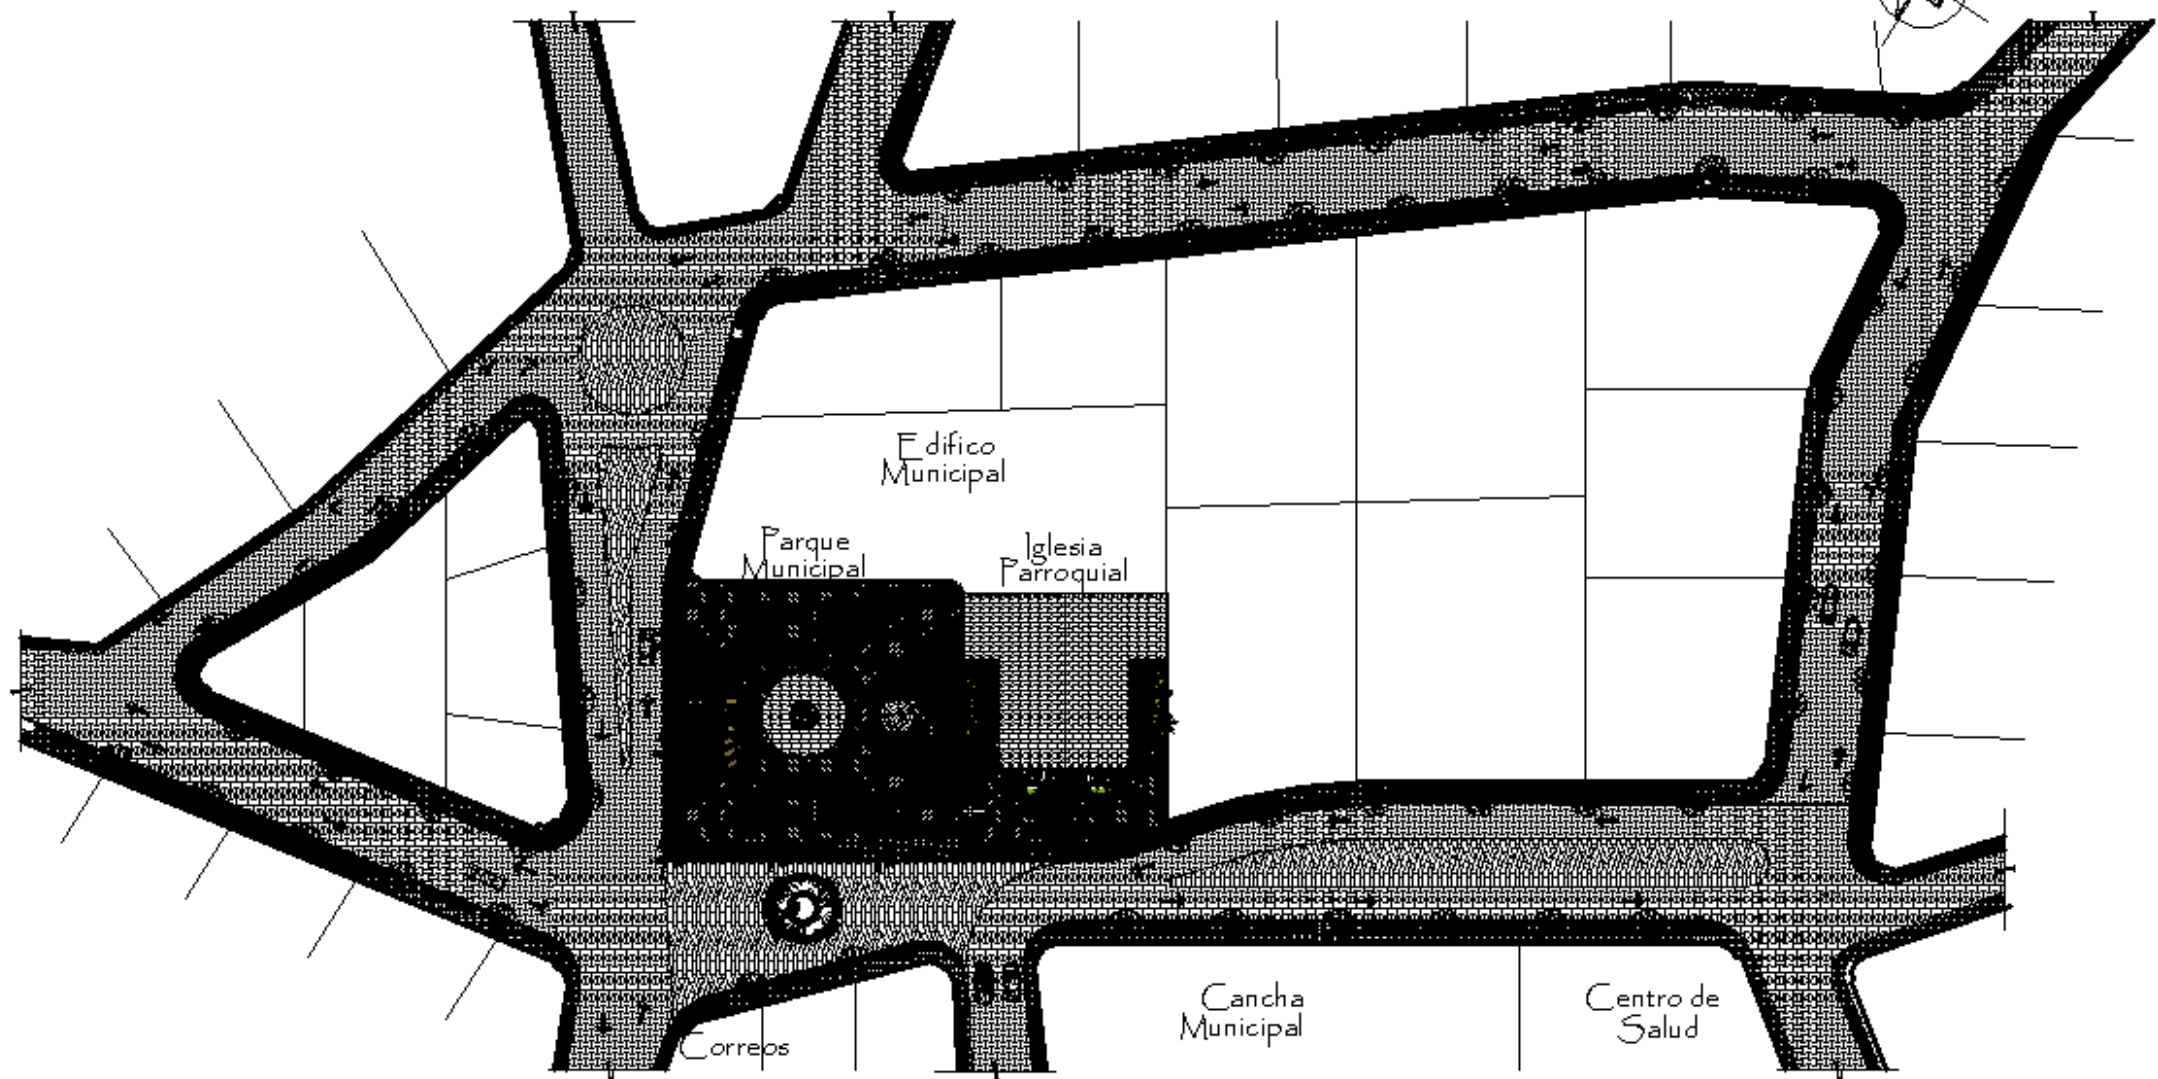 Edifico
Municipal
Parque
Municipal
Iglesia
Parroquial
Cancha
Municipal
Centro de
Salud
Correos